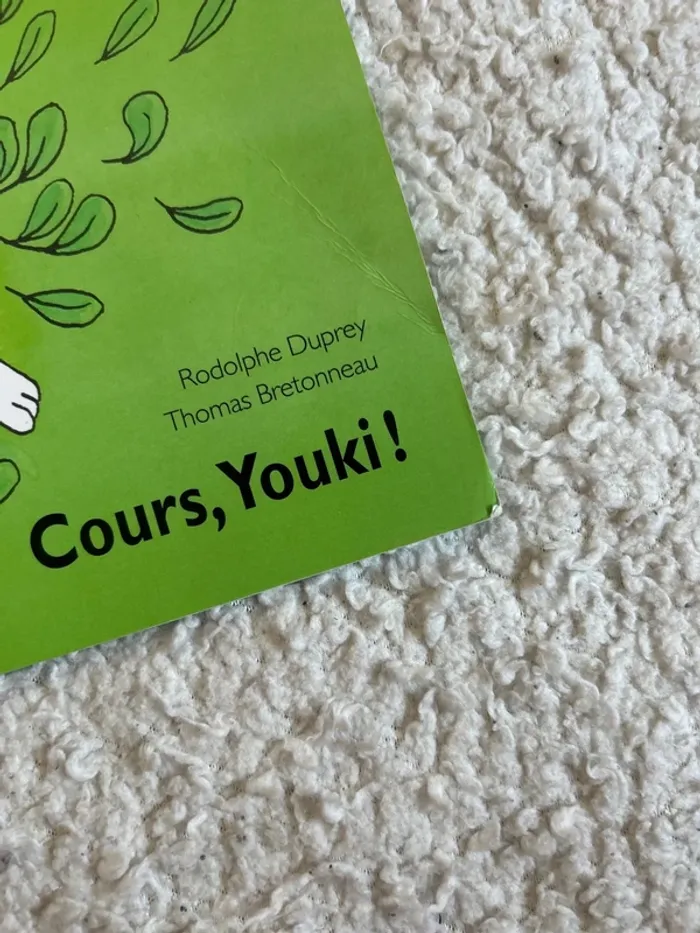 Rodolphe Duprey
Thomas Bretonneau
Cours, Youki !